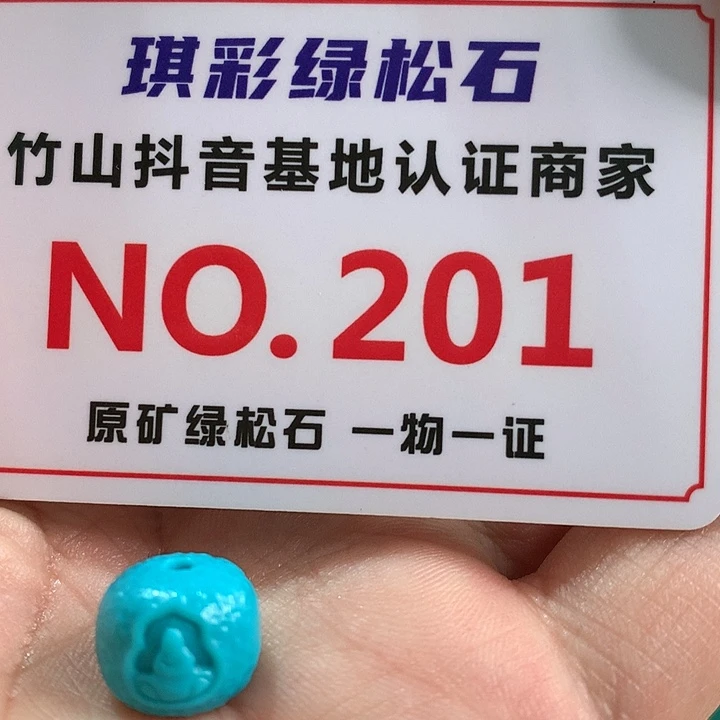 琪彩绿松石
竹山抖音基地认证商家
NO.201
原矿绿松石 一物一证